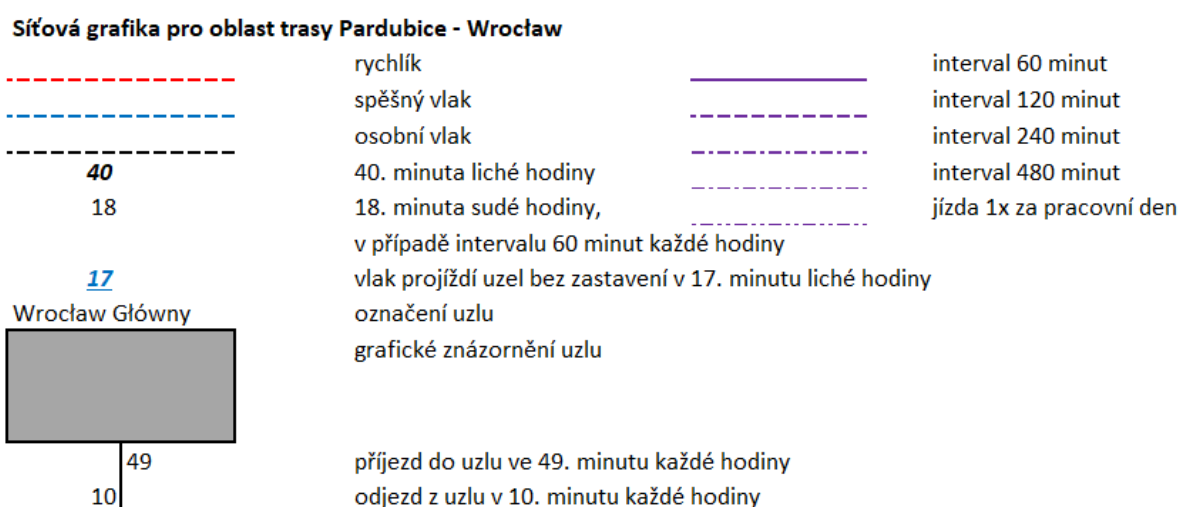 Síťová grafika pro oblast trasy Pardubice - Wrocław
rychlík interval 60 minut
spěšný vlak interval 120 minut
osobní vlak interval 240 minut
40 40. minuta liché hodiny interval 480 minut
18 18. minuta sudé hodiny, jízda 1x za pracovní den
v případě intervalu 60 minut každé hodiny
17 vlak projíždí uzel bez zastavení v 17. minutu liché hodiny
Wrocław Główny označení uzlu
grafické znázornění uzlu
49 příjezd do uzlu ve 49. minutu každé hodiny
10 odjezd z uzlu v 10. minutu každé hodiny